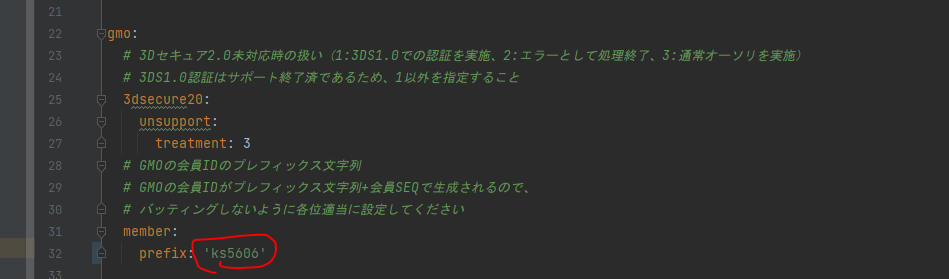 21
22 gmo:
23 # 3Dセキュア2.0未対応時の扱い（1:3DS1.0での認証を実施、2:エラーとして処理終了、3:通常オーソリを実施）
24 # 3DS1.0認証はサポート終了済であるため、1以外を指定すること
25 3dsecure20:
26 unsupport:
27 treatment: 3
28 # GMOの会員IDのプレフィックス文字列
29 # GMOの会員IDがプレフィックス文字列+会員SEQで生成されるので、
30 # バッティングしないように各位適当に設定してください
31 member:
32 prefix: 'ks5606'
33